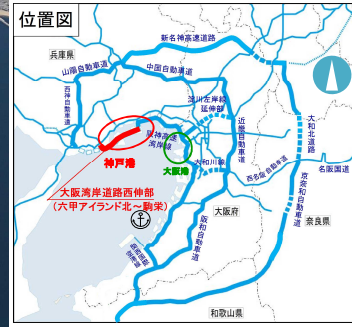 位置図
新名神高速道路
兵庫県
山陽自動車道
中国自動車道
西神自動車道
淀川左岸線
延伸部
近畿自動車道
阪神高速
湾岸線
神戸港
大阪港
大和川線
大和北道路
西名阪自動車道
名阪国道
大阪湾岸道路西伸部
(六甲アイランド北~駒栄)
京奈和自動車道
大阪府
奈良県
阪和自動車道
和歌山県